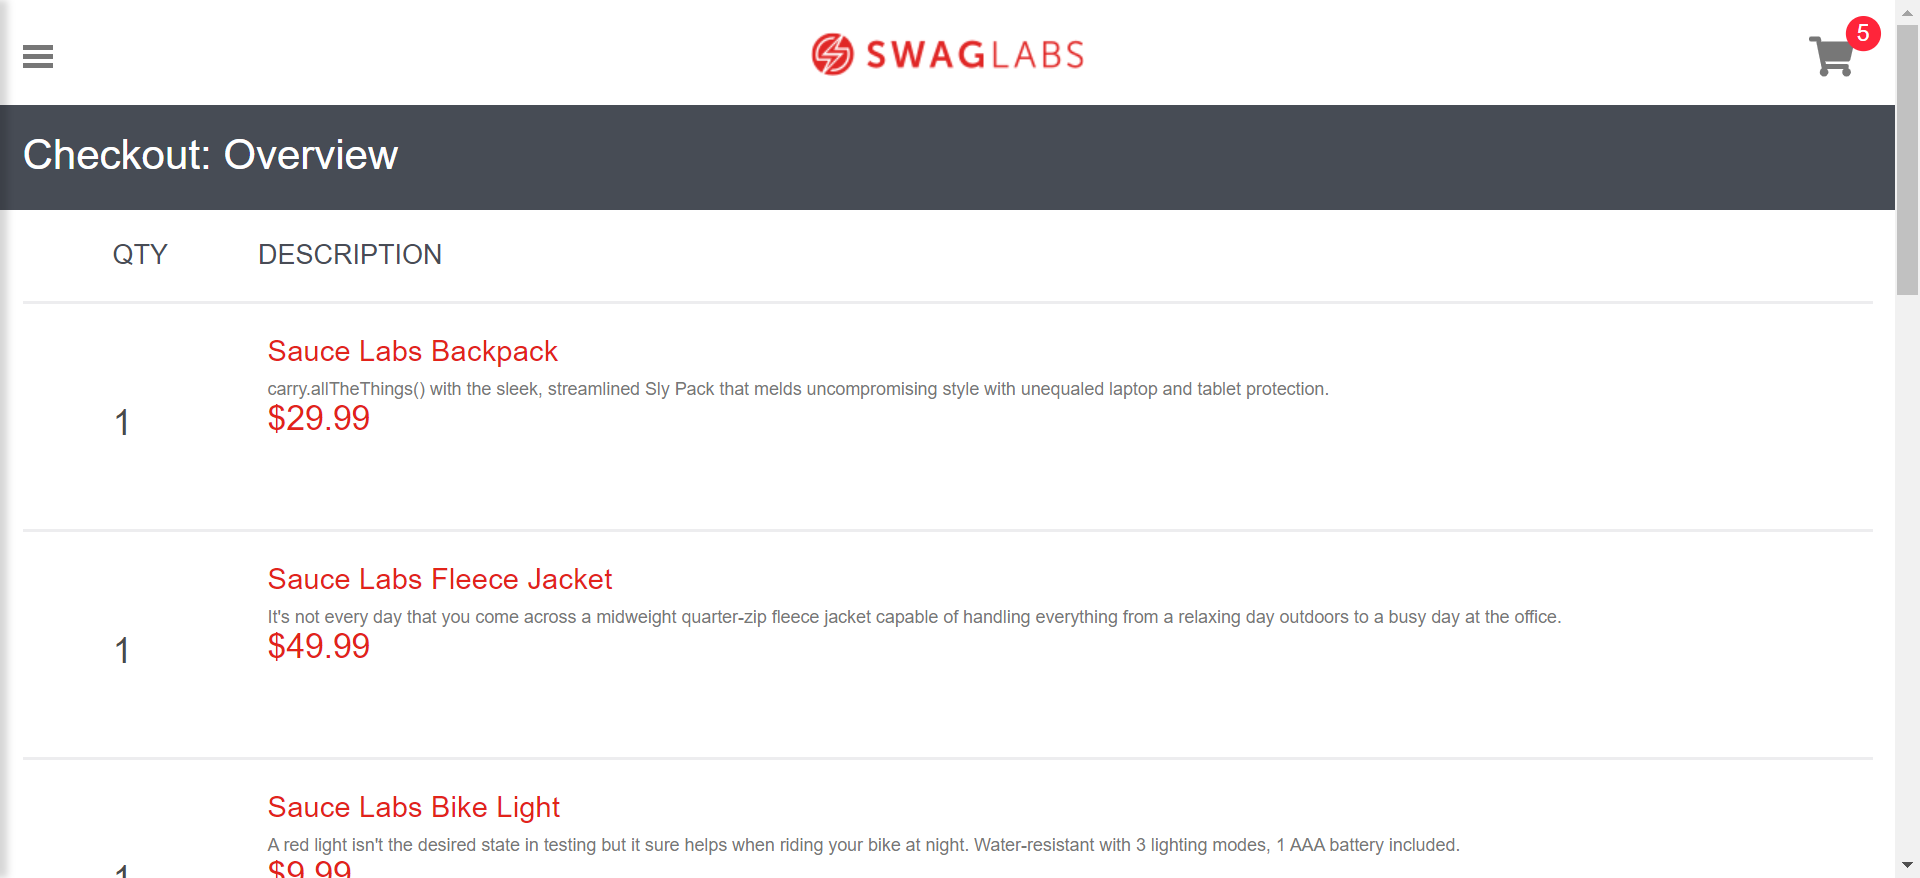 SWAGLABS
5
Checkout: Overview
QTY DESCRIPTION
Sauce Labs Backpack
carry.allTheThings() with the sleek, streamlined Sly Pack that melds uncompromising style with unequaled laptop and tablet protection.
1
$29.99
Sauce Labs Fleece Jacket
It's not every day that you come across a midweight quarter-zip fleece jacket capable of handling everything from a relaxing day outdoors to a busy day at the office.
1
$49.99
Sauce Labs Bike Light
A red light isn't the desired state in testing but it sure helps when riding your bike at night. Water-resistant with 3 lighting modes, 1 AAA battery included.
1
$9.99